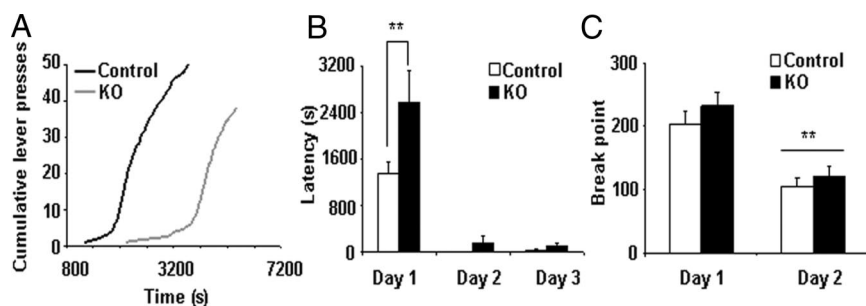 A
Cumulative lever presses
50
40
30
20
10
0
Control
KO
800
3200
7200
Time (s)
B
**
Latency (s)
3200
2400
1600
800
0
Control
KO
Day 1
Day 2
Day 3
C
Break point
300
200
100
0
Control
KO
**
Day 1
Day 2